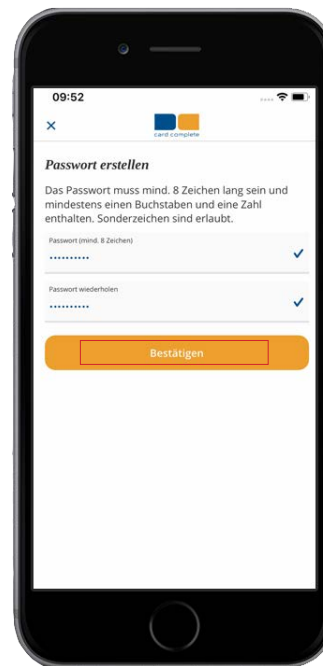 09:52
card complete
Passwort erstellen
Das Passwort muss mind. 8 Zeichen lang sein und
mindestens einen Buchstaben und eine Zahl
enthalten. Sonderzeichen sind erlaubt.
Passwort (mind. 8 Zeichen)
Passwort wiederholen
Bestätigen